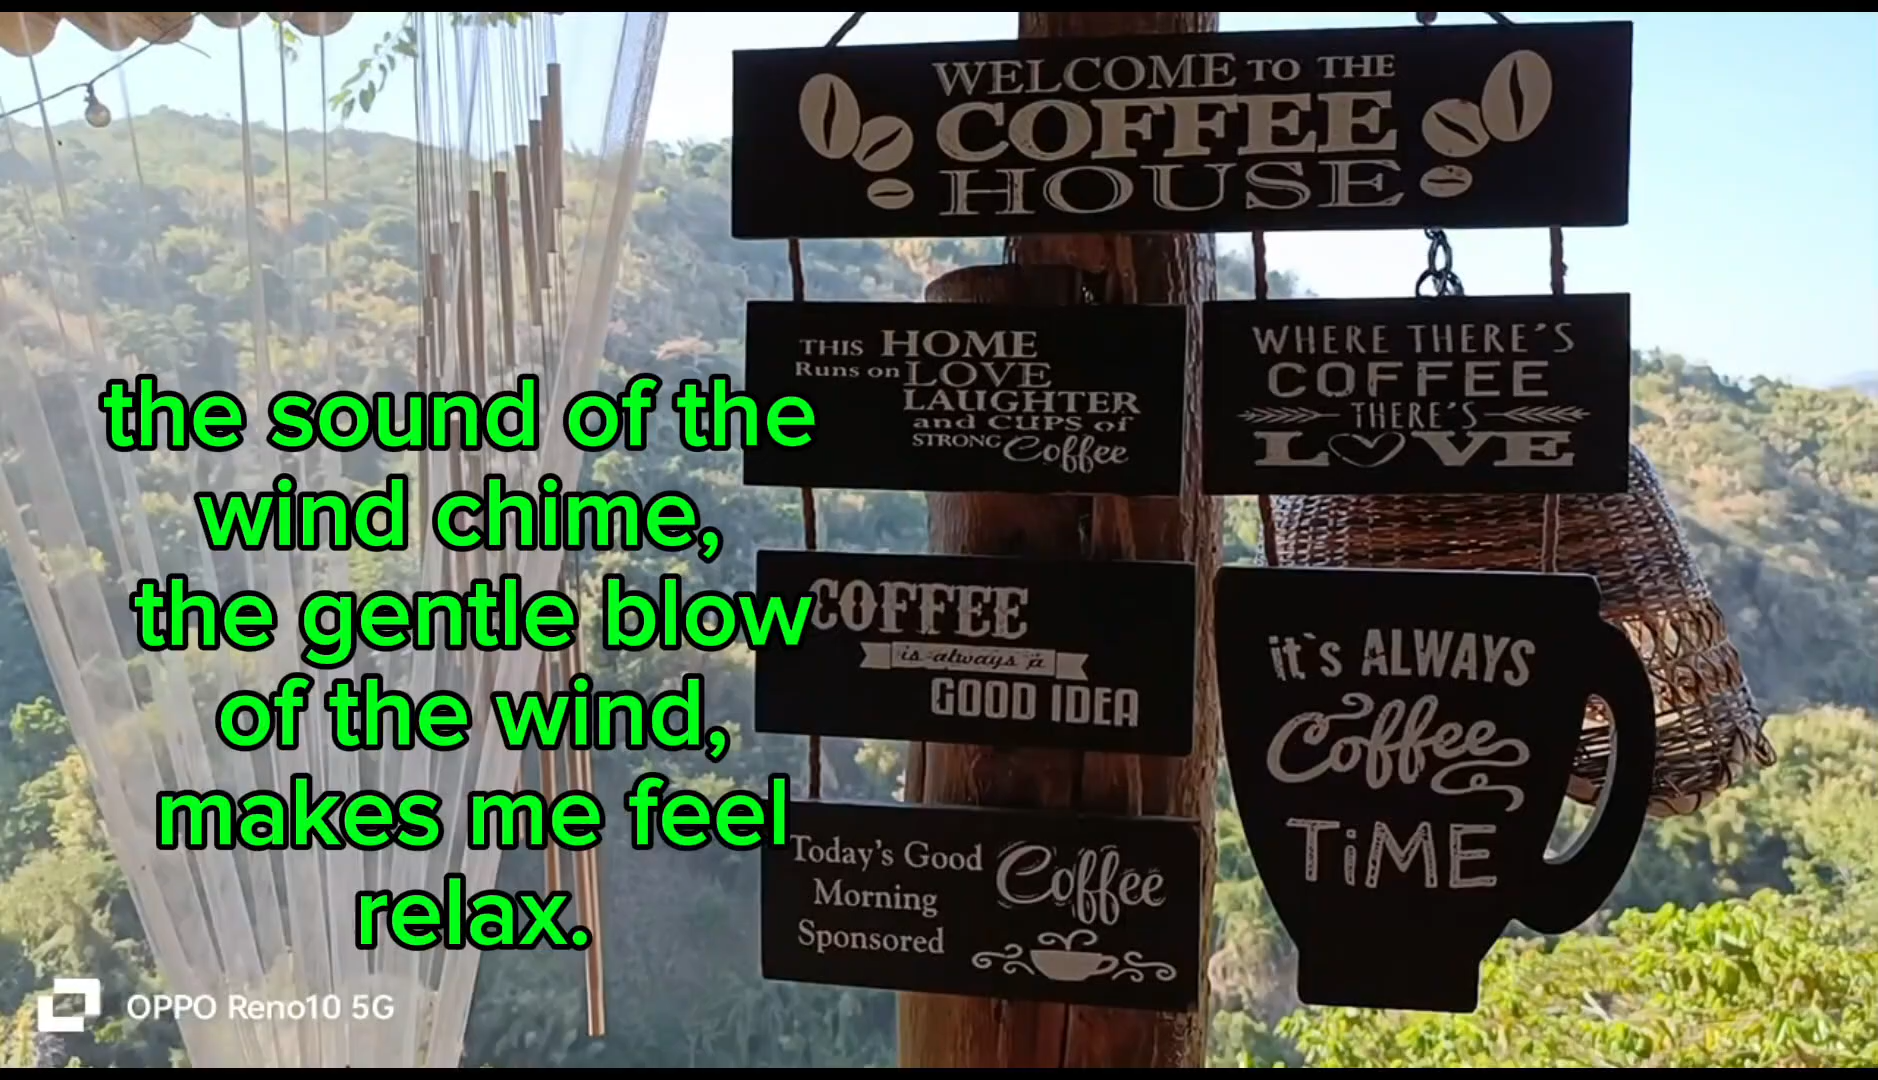 WELCOME TO THE
COFFEE
HOUSE
THIS HOME
Runs on LOVE
LAUGHTER
and CUPS of
STRONG Coffee
WHERE THERE'S
COFFEE
THERE'S
LOVE
COFFEE
is always a
GOOD IDEA
it's ALWAYS
Coffee
TiME
Today's Good
Morning
Sponsored
Coffee
the sound of the
wind chime,
the gentle blow
of the wind,
makes me feel
relax.
OPPO Reno10 5G